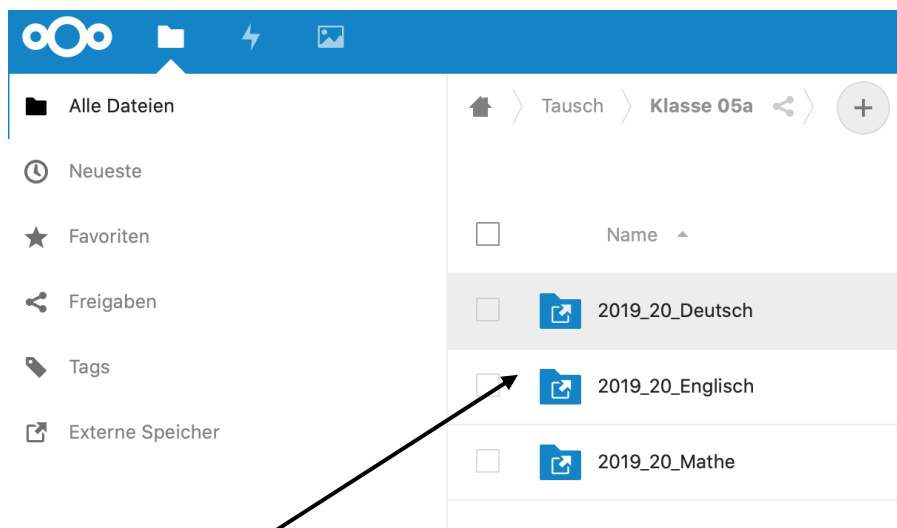 Alle Dateien
Neueste
Favoriten
Freigaben
Tags
Externe Speicher
Tausch Klasse 05a
Name
2019_20_Deutsch
2019_20_Englisch
2019_20_Mathe